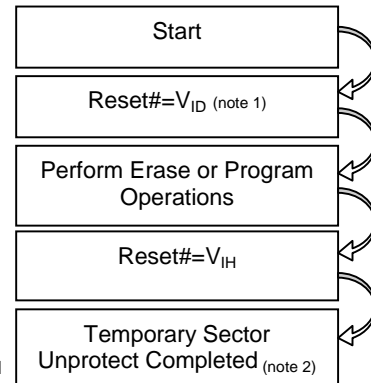 Start
Reset#=VID (note 1)
Perform Erase or Program
Operations
Reset#=VIH
Temporary Sector
Unprotect Completed (note 2)